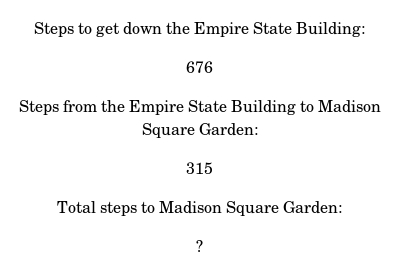 Steps to get down the Empire State Building:
676
Steps from the Empire State Building to Madison
Square Garden:
315
Total steps to Madison Square Garden:
?